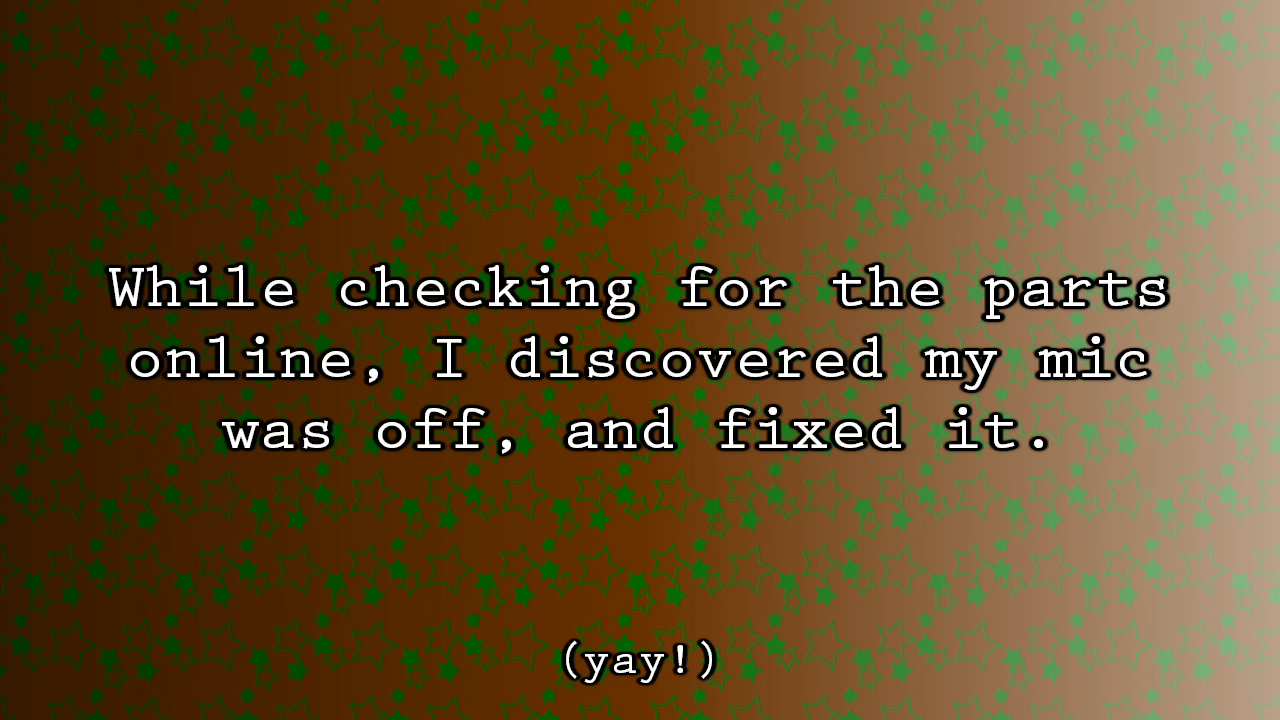 While checking for the parts
online, I discovered my mic
was off, and fixed it.
(yay!)